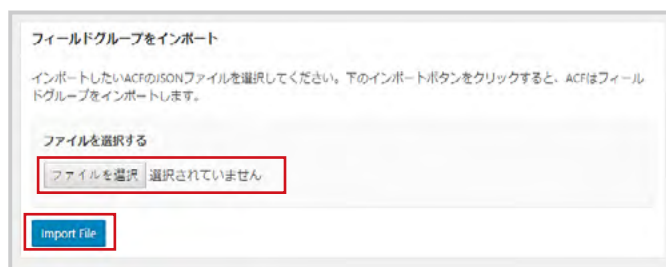 フィールドグループをインポート
インポートしたいACFのJSONファイルを選択してください。下のインポートボタンをクリックすると、ACFはフィール
ドグループをインポートします。
ファイルを選択する
ファイルを選択 選択されていません
Import File